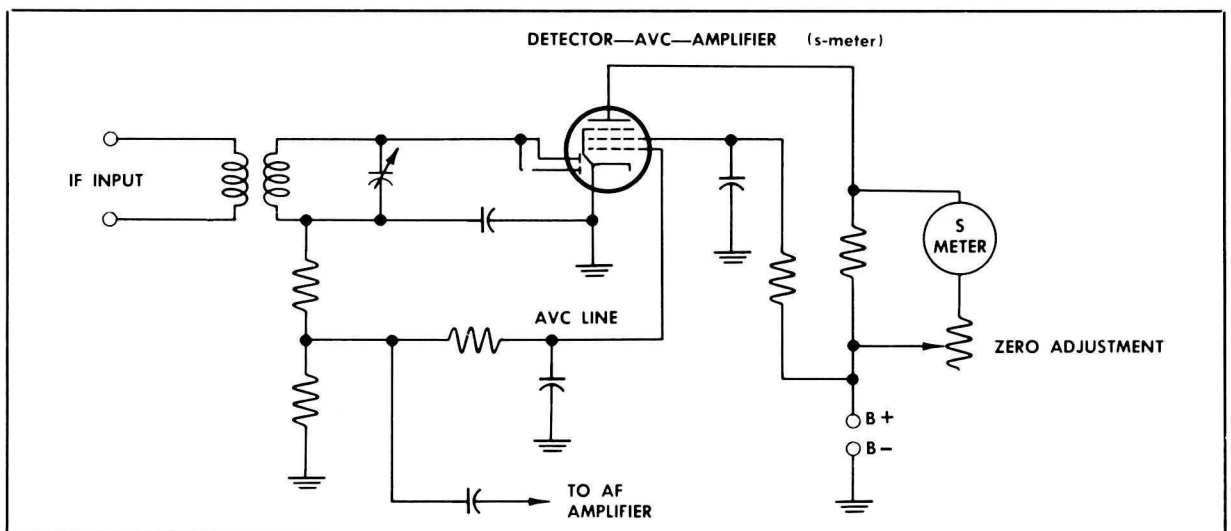 DETECTOR—AVC—AMPLIFIER (s-meter)
IF INPUT
S
METER
AVC LINE
ZERO ADJUSTMENT
B+
B−
TO AF
AMPLIFIER